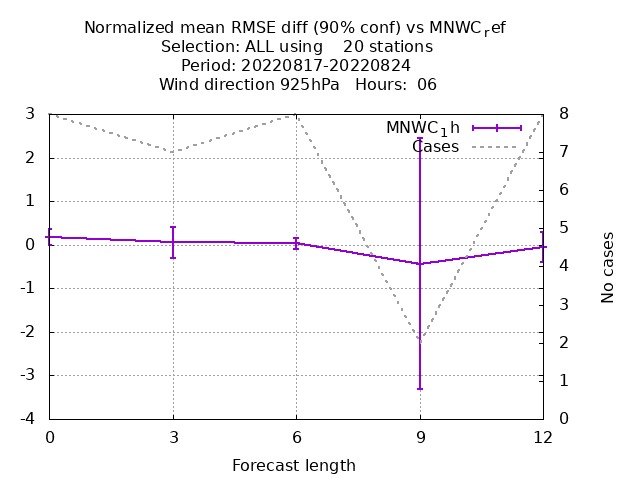 Normalized mean RMSE diff (90% conf) vs MNWC_ref
Selection: ALL using    20 stations
Period: 20220817-20220824
Wind direction 925hPa   Hours:  06
MNWC_1h
Cases
3
2
1
0
-1
-2
-3
-4
8
7
6
5
4
3
2
1
0
No cases
0 3 6 9 12
Forecast length